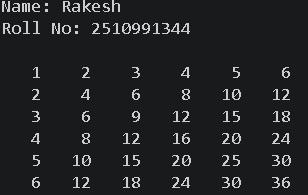 Name: Rakesh
Roll No: 2510991344
1 2 3 4 5 6
2 4 6 8 10 12
3 6 9 12 15 18
4 8 12 16 20 24
5 10 15 20 25 30
6 12 18 24 30 36